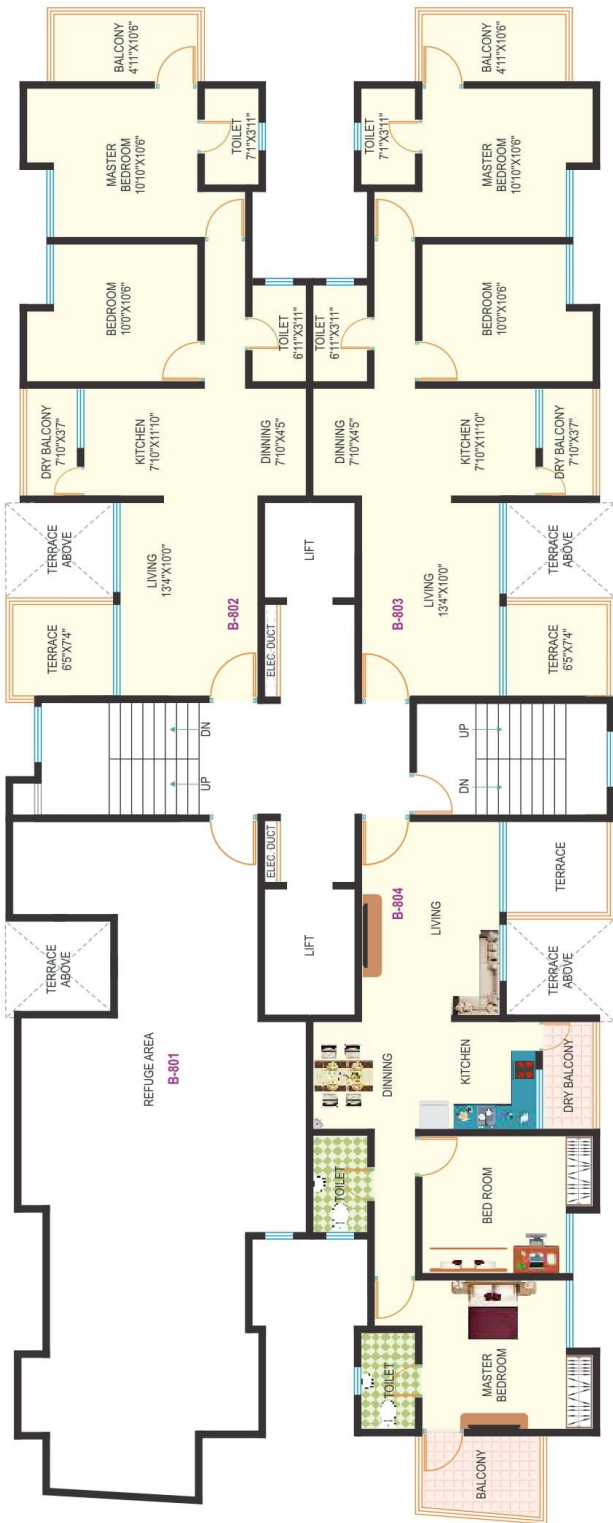 TERRACE
ABOVE
REFUGE AREA
B-801
UP
DN
TERRACE
6'5"X7'4"
TERRACE
ABOVE
LIVING
13'4"X10'0"
B-802
DRY BALCONY
7'10"X3'7"
KITCHEN
7'10"X11'10"
DINNING
7'10"X4'5"
BEDROOM
10'0"X10'6"
TOILET
6'11"X3'11"
MASTER
BEDROOM
10'10"X10'6"
TOILET
7'1"X3'11"
BALCONY
4'11"X10'6"
LIFT
ELEC. DUCT
ELEC. DUCT
LIFT
BALCONY
MASTER
BEDROOM
TOILET
BED ROOM
TOILET
DINNING
KITCHEN
DRY BALCONY
B-804
LIVING
TERRACE
ABOVE
TERRACE
DN
UP
B-803
LIVING
13'4"X10'0"
TERRACE
6'5"X7'4"
TERRACE
ABOVE
DINNING
7'10"X4'5"
KITCHEN
7'10"X11'10"
DRY BALCONY
7'10"X3'7"
TOILET
6'11"X3'11"
BEDROOM
10'0"X10'6"
TOILET
7'1"X3'11"
MASTER
BEDROOM
10'10"X10'6"
BALCONY
4'11"X10'6"